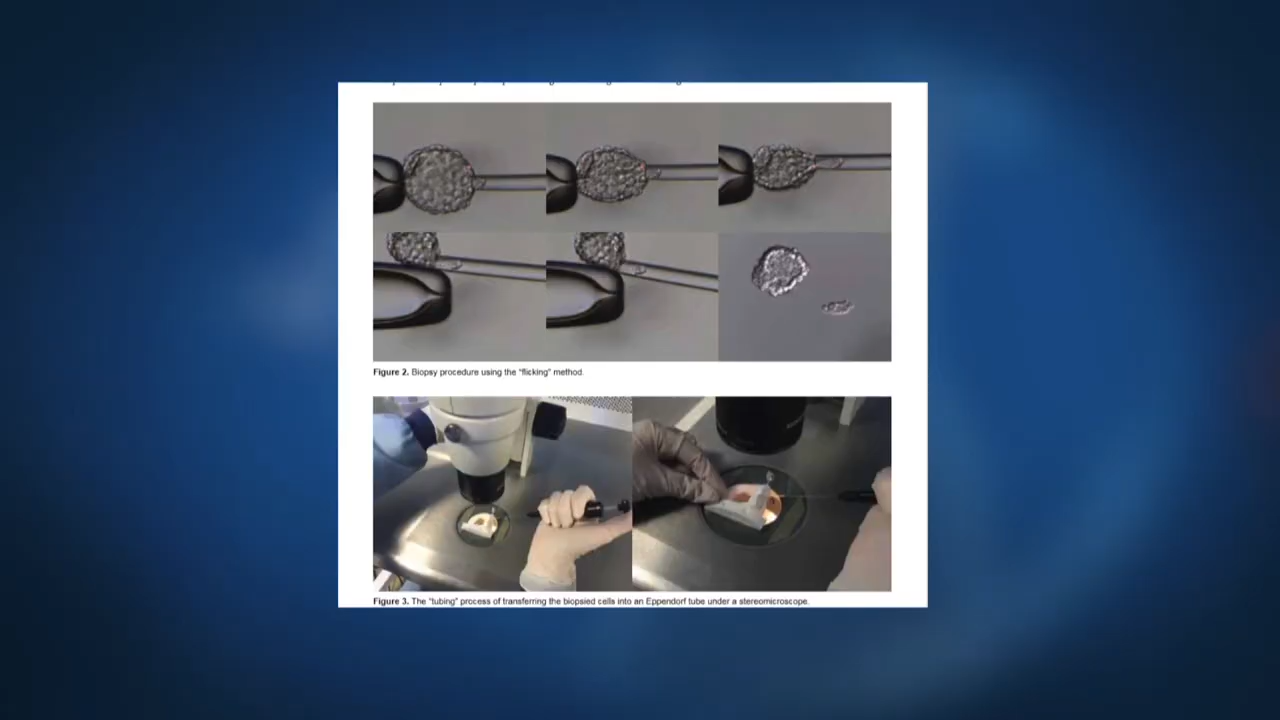 Figure 2. Biopsy procedure using the "flicking" method.
Figure 3. The "tubing" process of transferring the biopsied cells into an Eppendorf tube under a stereomicroscope.